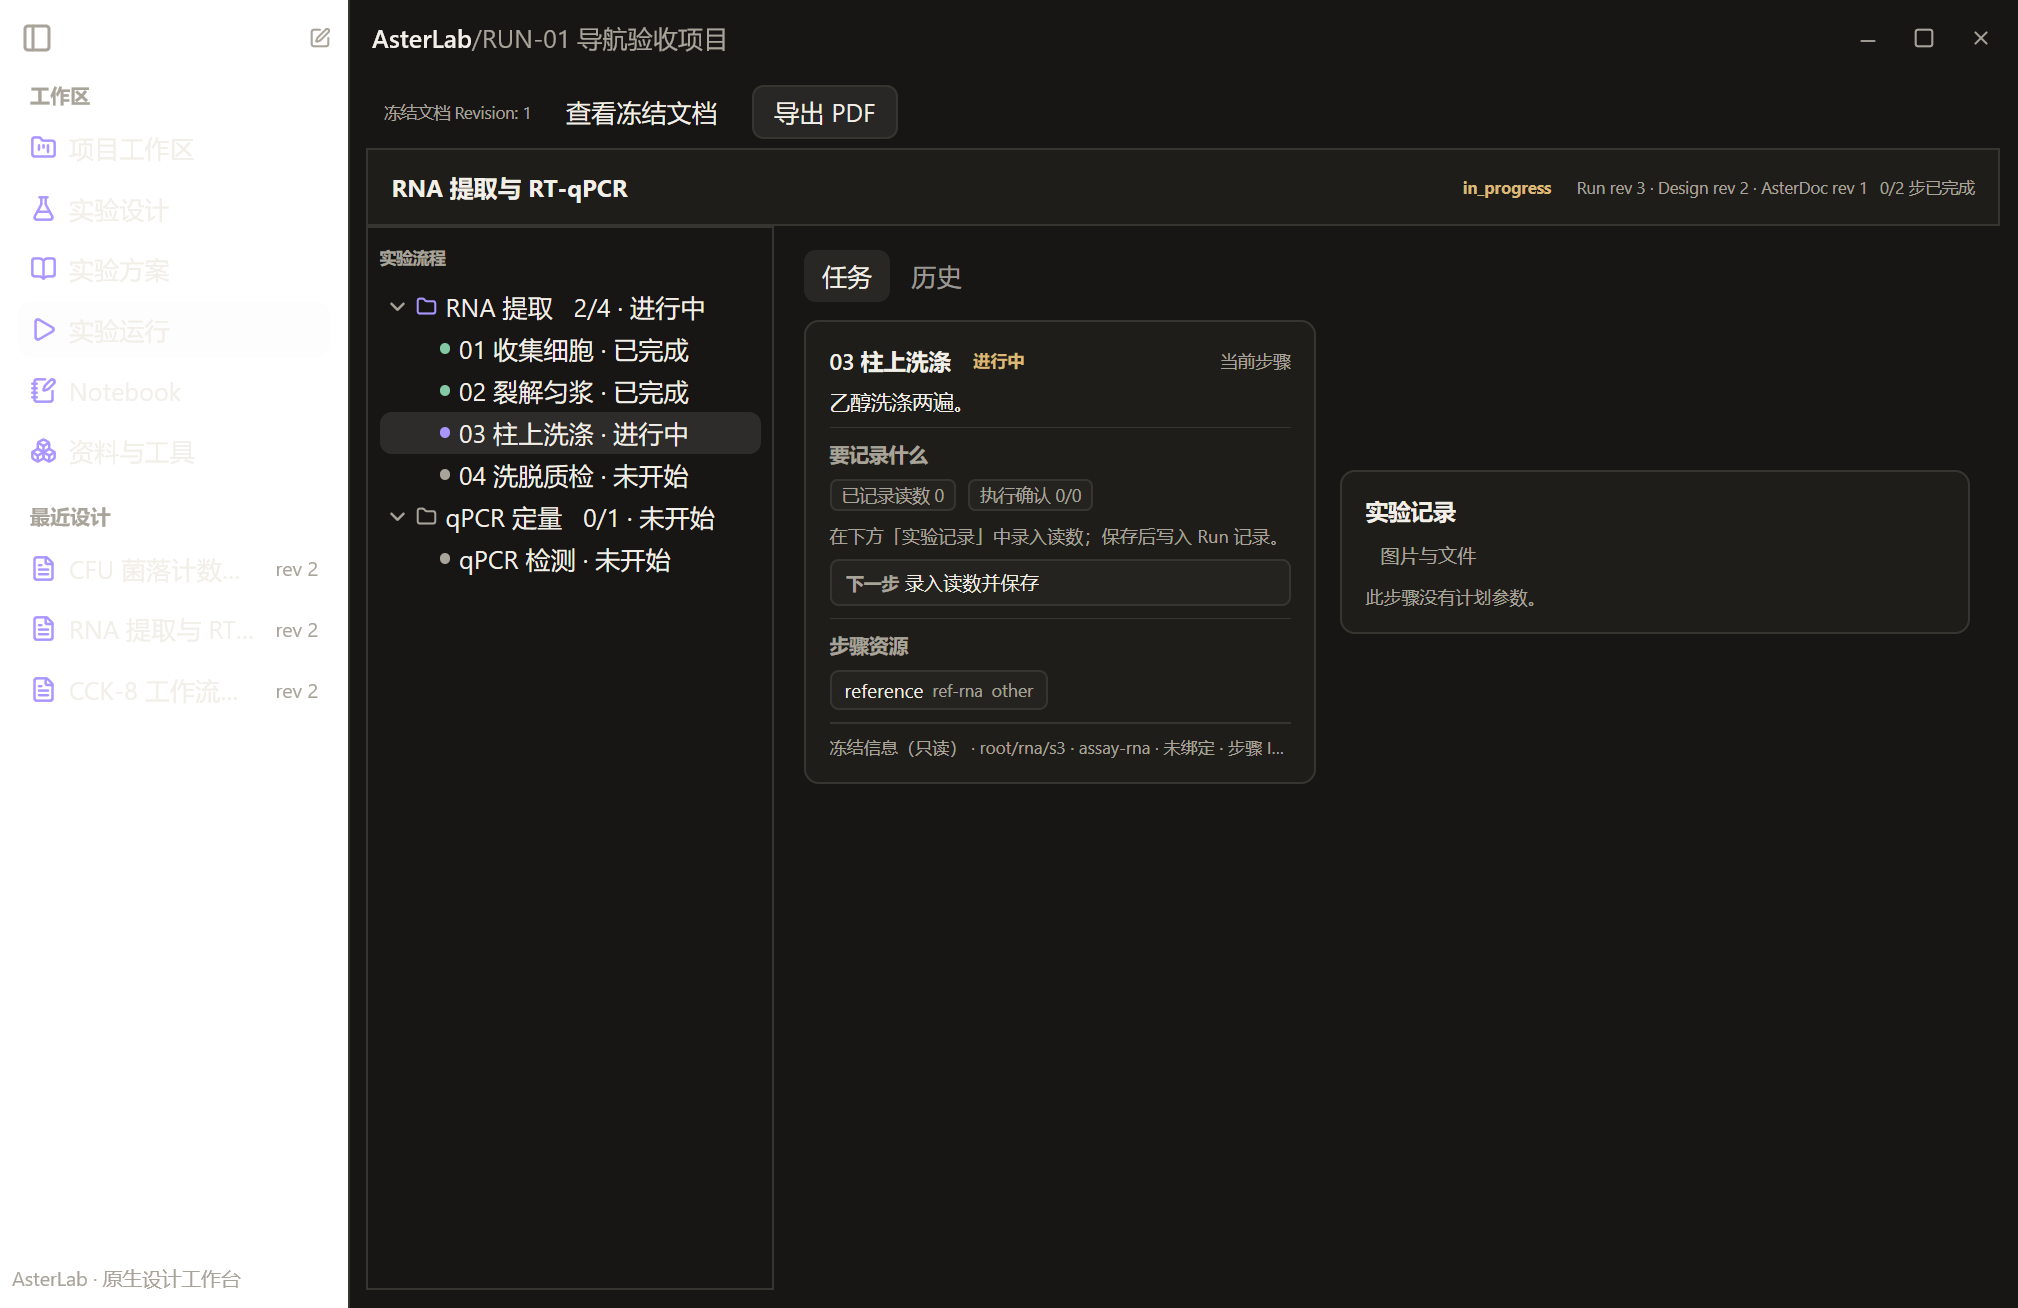 工作区
项目工作区
实验设计
实验方案
实验运行
Notebook
资料与工具
最近设计
CFU 菌落计数... rev 2
RNA 提取与 RT... rev 2
CCK-8 工作流... rev 2
AsterLab · 原生设计工作台
AsterLab/RUN-01 导航验收项目
冻结文档 Revision: 1 查看冻结文档 导出 PDF
RNA 提取与 RT-qPCR in_progress Run rev 3 · Design rev 2 · AsterDoc rev 1 0/2 步已完成
实验流程
RNA 提取 2/4 · 进行中
01 收集细胞 · 已完成
02 裂解匀浆 · 已完成
03 柱上洗涤 · 进行中
04 洗脱质检 · 未开始
qPCR 定量 0/1 · 未开始
qPCR 检测 · 未开始
任务 历史
03 柱上洗涤 进行中 当前步骤
乙醇洗涤两遍。
要记录什么
已记录读数 0 执行确认 0/0
在下方「实验记录」中录入读数；保存后写入 Run 记录。
下一步 录入读数并保存
步骤资源
reference ref-rna other
冻结信息（只读） · root/rna/s3 · assay-rna · 未绑定 · 步骤 I...
实验记录
图片与文件
此步骤没有计划参数。